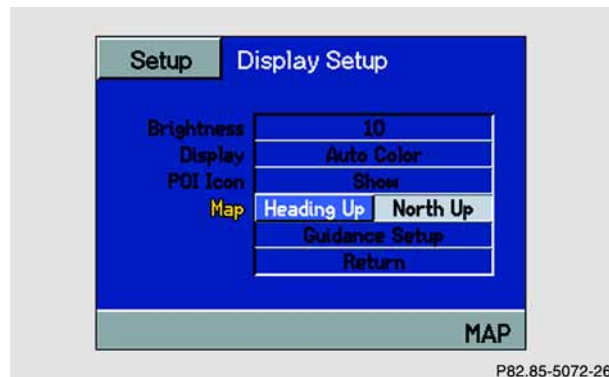 Setup Display Setup
Brightness 10
Display Auto Color
POI Icon Show
Map Heading Up North Up
Guidance Setup
Return
MAP
P82.85-5072-26